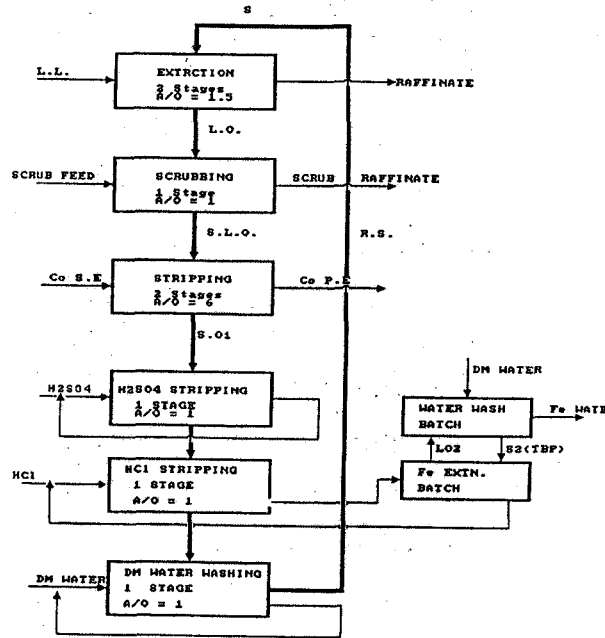 S
L.L.
EXTRCTION
2 Stages
A/O = 1.5
RAFFINATE
L.O.
SCRUB FEED
SCRUBBING
1 Stage
A/O = 1
SCRUB RAFFINATE
S.L.O.
R.S.
Co S.E
STRIPPING
2 Stages
A/O = 6
Co P.E
S.O1
H2SO4
H2SO4 STRIPPING
1 STAGE
A/O = 1
DM WATER
WATER WASH
BATCH
Fe WATE
LO2
S2(TBP)
HCl
HCl STRIPPING
1 STAGE
A/O = 1
Fe EXTN.
BATCH
DM WATER
DM WATER WASHING
1 STAGE
A/O = 1